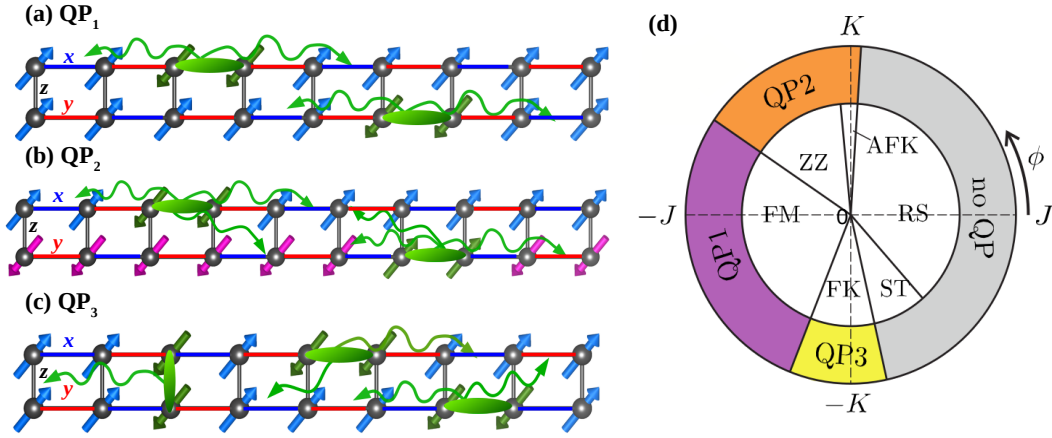 (a) QP₁
x
z
y
(b) QP₂
x
z
y
(c) QP₃
x
z
y
(d)
K
QP2
AFK
ZZ
ϕ
no QP
−J
FM
0
RS
J
QP1
FK
ST
QP3
−K